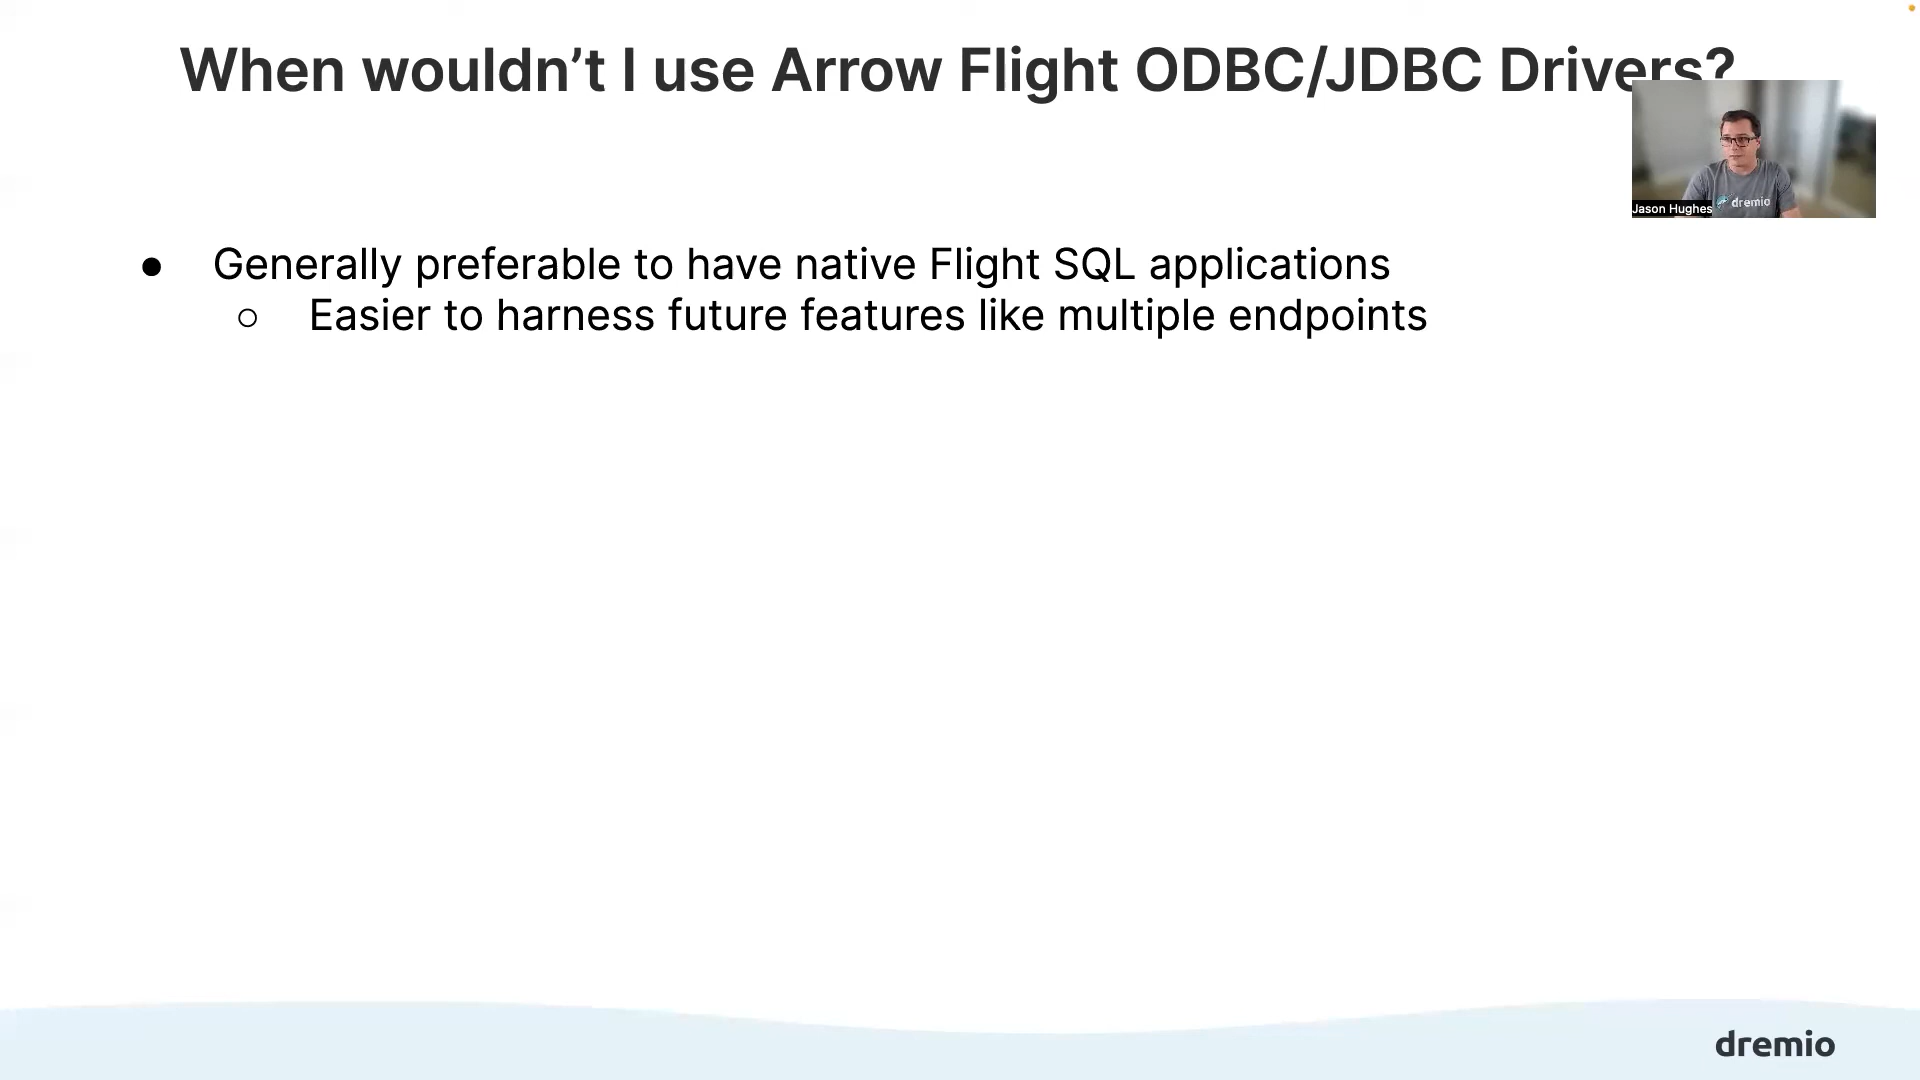 When wouldn’t I use Arrow Flight ODBC/JDBC Drivers?
Jason Hughes
dremio
● Generally preferable to have native Flight SQL applications
○ Easier to harness future features like multiple endpoints
dremio